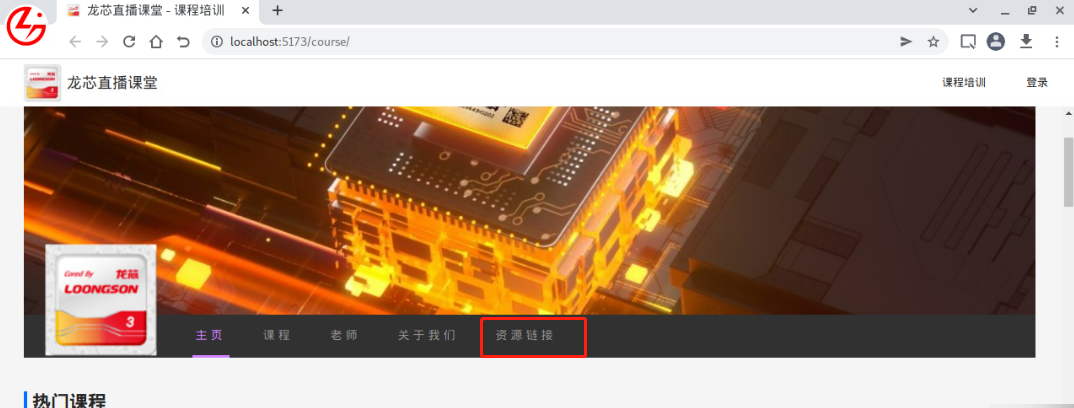 龙芯直播课堂 - 课程培训
localhost:5173/course/
龙芯直播课堂
课程培训
登录
Cored By 龙芯
LOONGSON
3
主页
课程
老师
关于我们
资源链接
热门课程